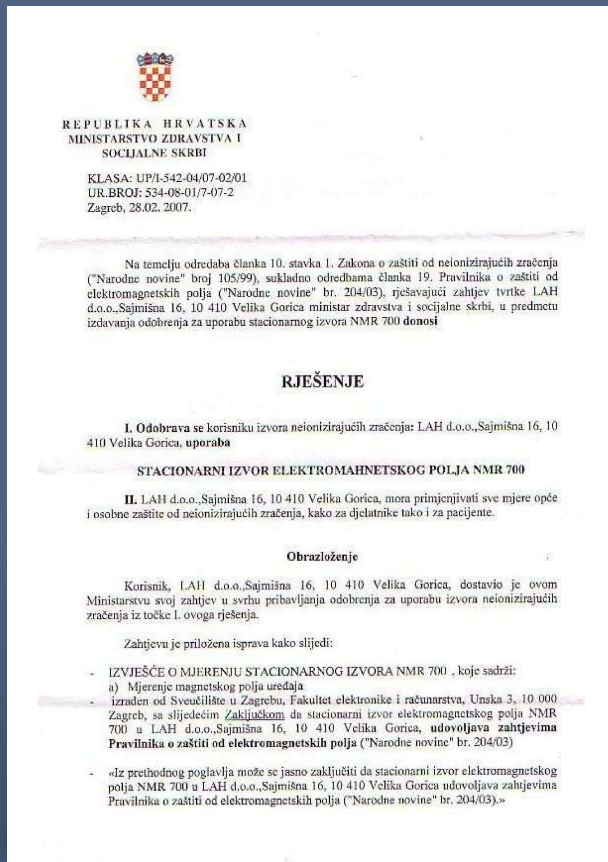 REPUBLIKA HRVATSKA
MINISTARSTVO ZDRAVSTVA I
SOCIJALNE SKRBI
KLASA: UP/I-542-04/07-02/01
UR.BROJ: 534-08-01/7-07-2
Zagreb, 28.02. 2007.
Na temelju odredaba članka 10. stavka 1. Zakona o zaštiti od neionizirajućih zračenja
("Narodne novine" broj 105/99), sukladno odredbama članka 19. Pravilnika o zaštiti od
elektromagnetskih polja ("Narodne novine" br. 204/03), rješavajući zahtjev tvrtke LAH
d.o.o.,Sajmišna 16, 10 410 Velika Gorica ministar zdravstva i socijalne skrbi, u predmetu
izdavanja odobrenja za uporabu stacionarnog izvora NMR 700 donosi
RJEŠENJE
I. Odobrava se korisniku izvora neionizirajućih zračenja: LAH d.o.o.,Sajmišna 16, 10
410 Velika Gorica, uporaba
STACIONARNI IZVOR ELEKTROMAHNETSKOG POLJA NMR 700
II. LAH d.o.o.,Sajmišna 16, 10 410 Velika Gorica, mora primjenjivati sve mjere opće
i osobne zaštite od neionizirajućih zračenja, kako za djelatnike tako i za pacijente.
Obrazloženje
Korisnik, LAH d.o.o.,Sajmišna 16, 10 410 Velika Gorica, dostavio je ovom
Ministarstvu svoj zahtjev u svrhu pribavljanja odobrenja za uporabu izvora neionizirajućih
zračenja iz točke I. ovoga rješenja.
Zahtjevu je priložena isprava kako slijedi:
- IZVJEŠĆE O MJERENJU STACIONARNOG IZVORA NMR 700 , koje sadrži:
a) Mjerenje magnetskog polja uređaja
- izrađen od Sveučilište u Zagrebu, Fakultet elektronike i računarstva, Unska 3, 10 000
Zagreb, sa slijedećim Zaključkom da stacionarni izvor elektromagnetskog polja NMR
700 u LAH d.o.o.,Sajmišna 16, 10 410 Velika Gorica, udovoljava zahtjevima
Pravilnika o zaštiti od elektromagnetskih polja ("Narodne novine" br. 204/03)
- «Iz prethodnog poglavlja može se jasno zaključiti da stacionarni izvor elektromagnetskog
polja NMR 700 u LAH d.o.o.,Sajmišna 16, 10 410 Velika Gorica udovoljava zahtjevima
Pravilnika o zaštiti od elektromagnetskih polja ("Narodne novine" br. 204/03).»